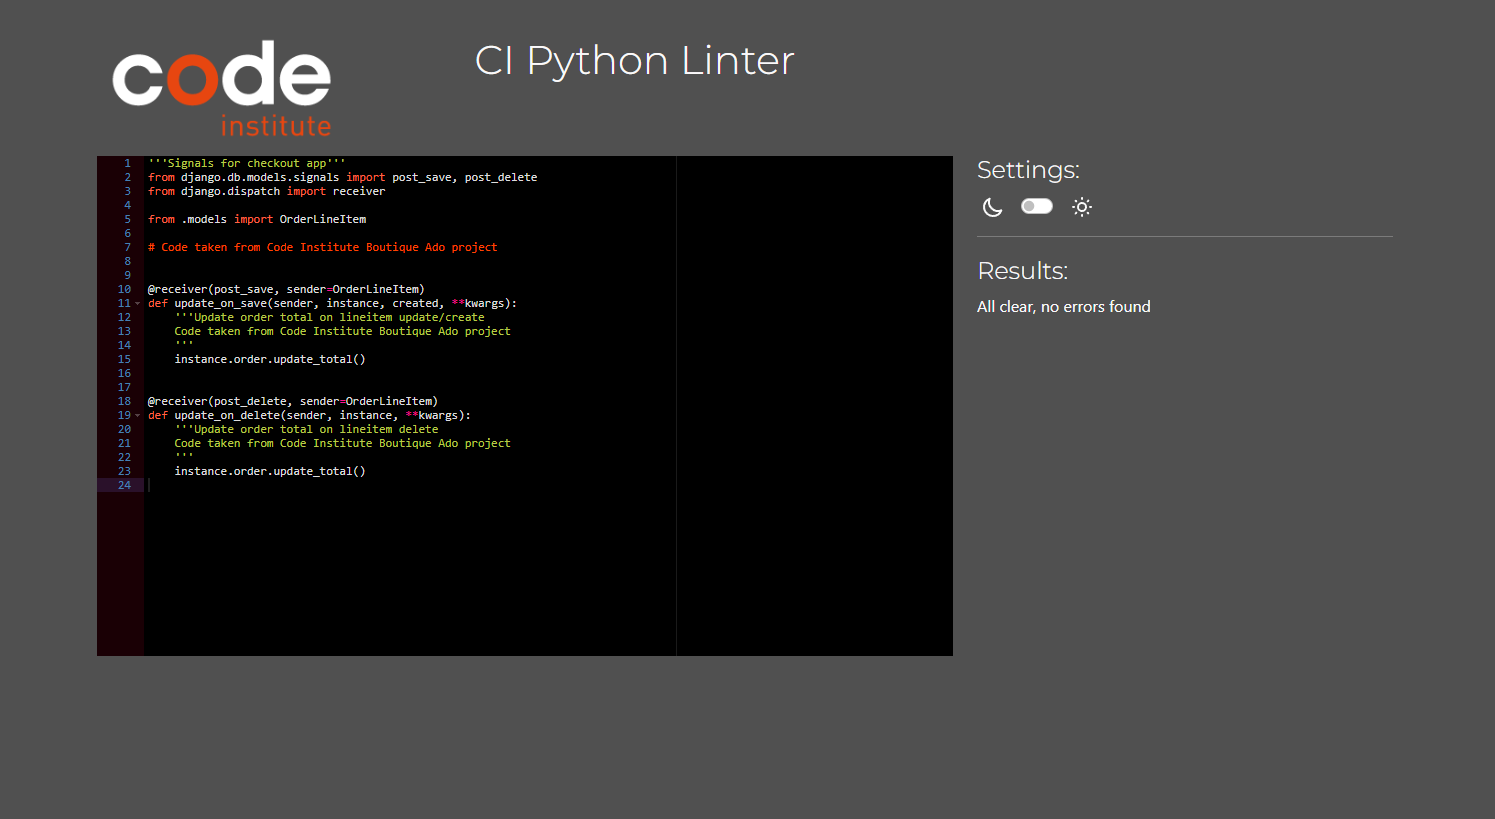 code
institute
CI Python Linter
1 '''Signals for checkout app'''
2 from django.db.models.signals import post_save, post_delete
3 from django.dispatch import receiver
4
5 from .models import OrderLineItem
6
7 # Code taken from Code Institute Boutique Ado project
8
9
10 @receiver(post_save, sender=OrderLineItem)
11 def update_on_save(sender, instance, created, **kwargs):
12     '''Update order total on lineitem update/create
13     Code taken from Code Institute Boutique Ado project
14     '''
15     instance.order.update_total()
16
17
18 @receiver(post_delete, sender=OrderLineItem)
19 def update_on_delete(sender, instance, **kwargs):
20     '''Update order total on lineitem delete
21     Code taken from Code Institute Boutique Ado project
22     '''
23     instance.order.update_total()
24
Settings:
Results:
All clear, no errors found